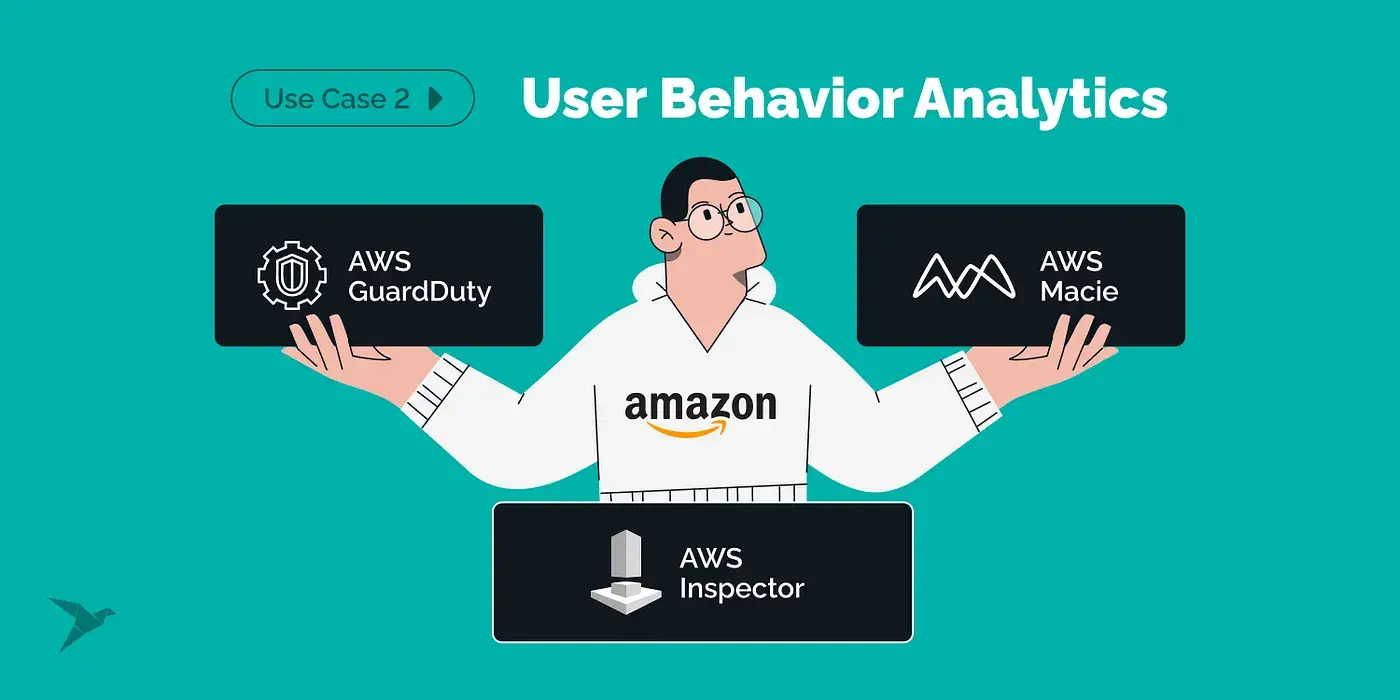 Use Case 2
User Behavior Analytics
AWS
GuardDuty
AWS
Macie
amazon
AWS
Inspector